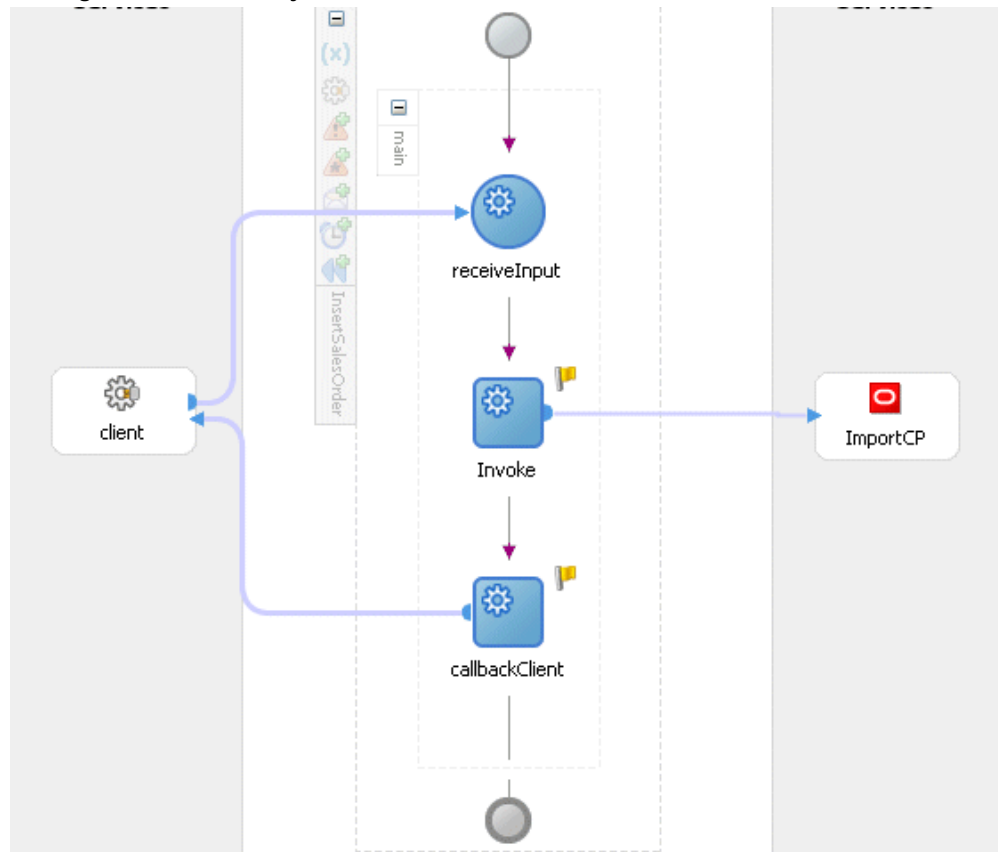 main
receiveInput
InsertSalesOrder
client
ImportCP
Invoke
callbackClient